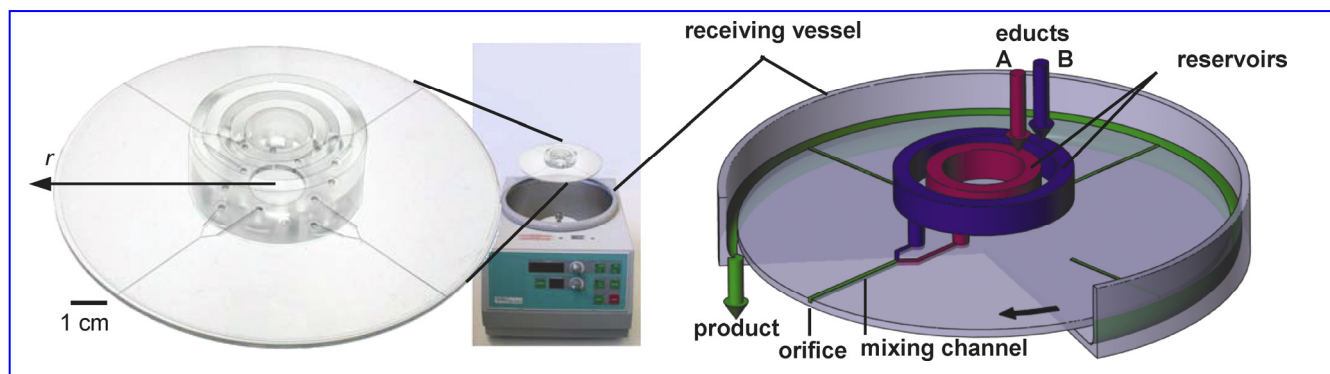 receiving vessel
educts
A B
reservoirs
r
1 cm
product
orifice
mixing channel